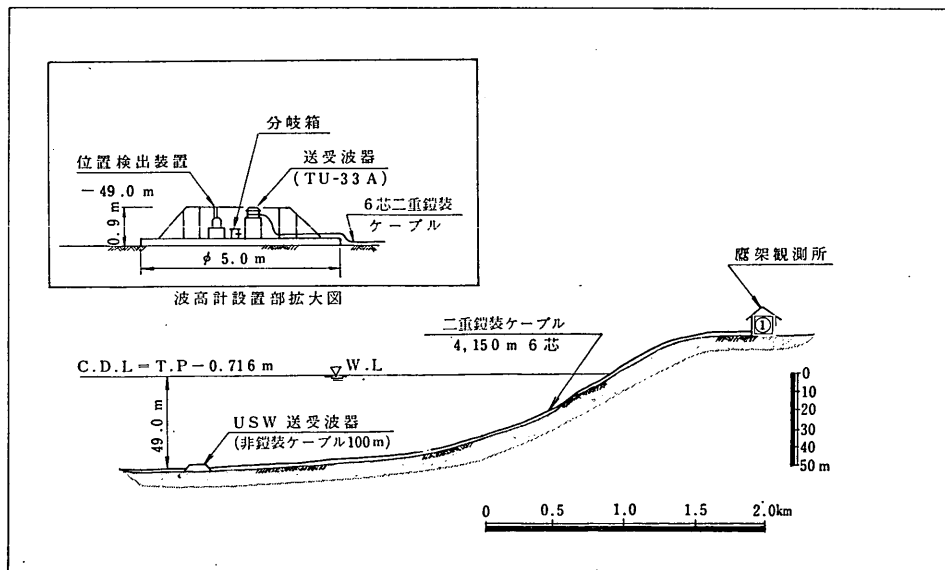 分岐箱
位置検出装置
送受波器
(TU-33A)
-49.0 m
0.9 m
6芯二重鎧装
ケーブル
φ 5.0 m
波高計設置部拡大図
鷹架観測所
①
二重鎧装ケーブル
4,150 m 6 芯
C.D.L=T.P-0.716 m
W.L
49.0 m
USW 送受波器
(非鎧装ケーブル100m)
0
10
20
30
40
50 m
0 0.5 1.0 1.5 2.0km